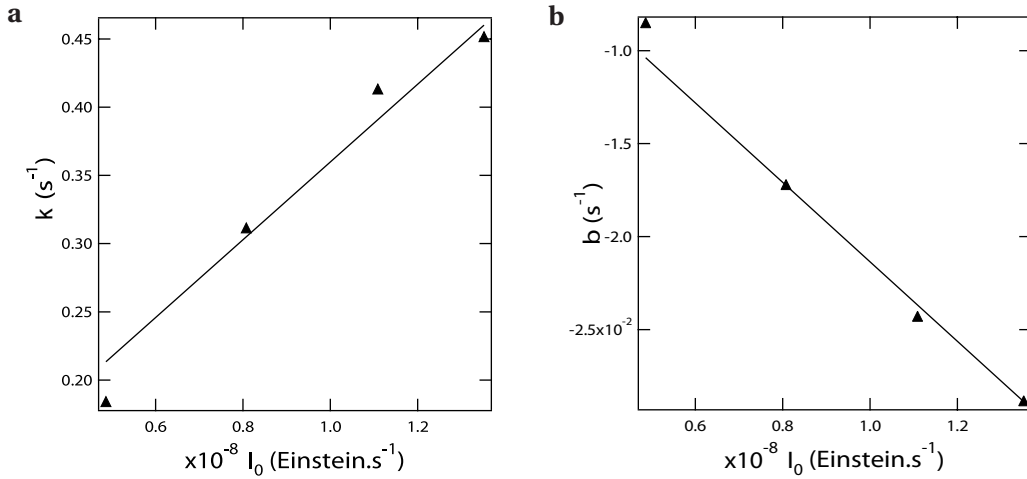 a
0.45
0.40
0.35
0.30
0.25
0.20
k (s⁻¹)
0.6 0.8 1.0 1.2
x10⁻⁸ I₀ (Einstein.s⁻¹)
b
-1.0
-1.5
-2.0
-2.5x10⁻²
b (s⁻¹)
0.6 0.8 1.0 1.2
x10⁻⁸ I₀ (Einstein.s⁻¹)